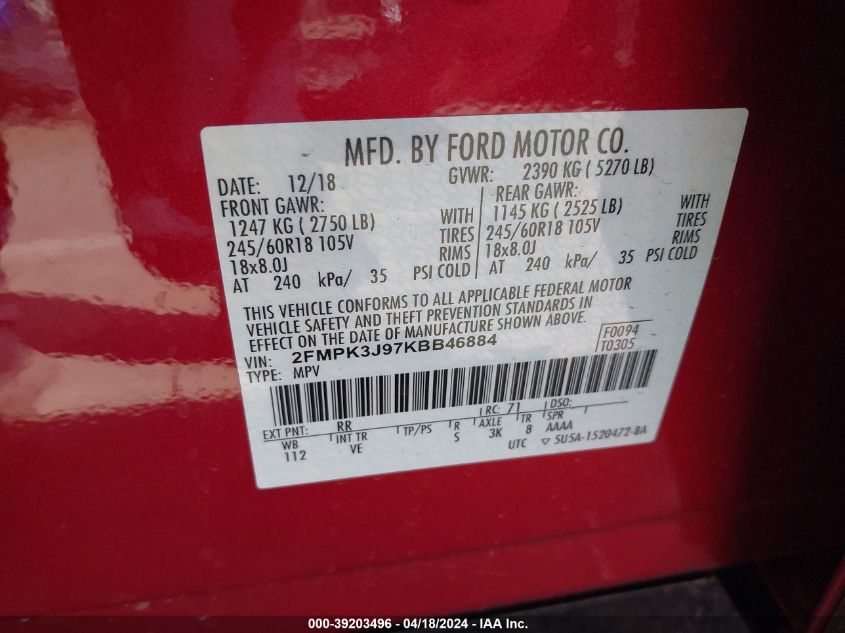 MFD. BY FORD MOTOR CO.
DATE: 12/18 GVWR: 2390 KG ( 5270 LB)
FRONT GAWR: REAR GAWR:
1247 KG ( 2750 LB) WITH 1145 KG ( 2525 LB) WITH
245/60R18 105V TIRES 245/60R18 105V TIRES
18x8.0J RIMS 18x8.0J RIMS
AT 240 kPa/ 35 PSI COLD AT 240 kPa/ 35 PSI COLD
THIS VEHICLE CONFORMS TO ALL APPLICABLE FEDERAL MOTOR
VEHICLE SAFETY AND THEFT PREVENTION STANDARDS IN
EFFECT ON THE DATE OF MANUFACTURE SHOWN ABOVE.
VIN: 2FMPK3J97KBB46884 F0094
TYPE: MPV T0305
EXT PNT: RR RC: 71 DSO:
WB INT TR TP/PS R AXLE TR SPR
112 VE S 3K 8 AAAA
UTC ▽ 5U5A-1520472-BA
000-39203496 - 04/18/2024 - IAA Inc.